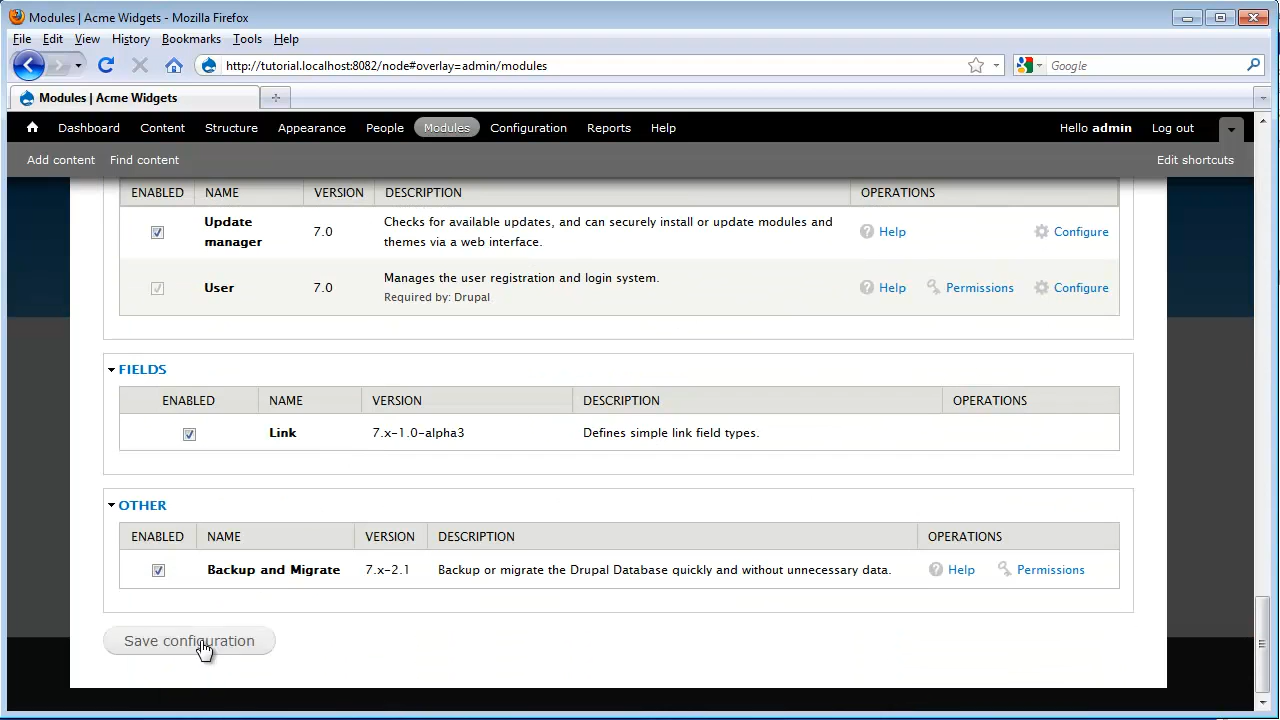 Modules | Acme Widgets - Mozilla Firefox
File Edit View History Bookmarks Tools Help
http://tutorial.localhost:8082/node#overlay=admin/modules
Google
Modules | Acme Widgets
Dashboard Content Structure Appearance People Modules Configuration Reports Help Hello admin Log out
Add content Find content Edit shortcuts
ENABLED NAME VERSION DESCRIPTION OPERATIONS
Update manager 7.0 Checks for available updates, and can securely install or update modules and themes via a web interface. Help Configure
User 7.0 Manages the user registration and login system. Help Permissions Configure
Required by: Drupal
FIELDS
ENABLED NAME VERSION DESCRIPTION OPERATIONS
Link 7.x-1.0-alpha3 Defines simple link field types.
OTHER
ENABLED NAME VERSION DESCRIPTION OPERATIONS
Backup and Migrate 7.x-2.1 Backup or migrate the Drupal Database quickly and without unnecessary data. Help Permissions
Save configuration